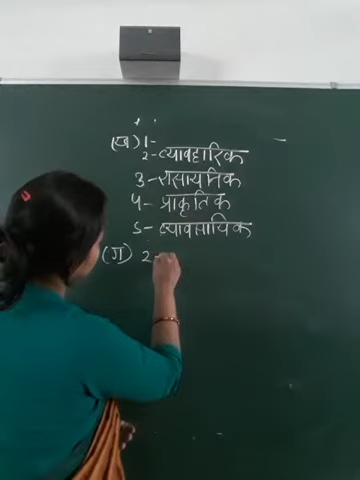 (ख) 1-
2- व्यावहारिक
3- रासायनिक
4- प्राकृतिक
5- व्यावसायिक
(ग) 2-